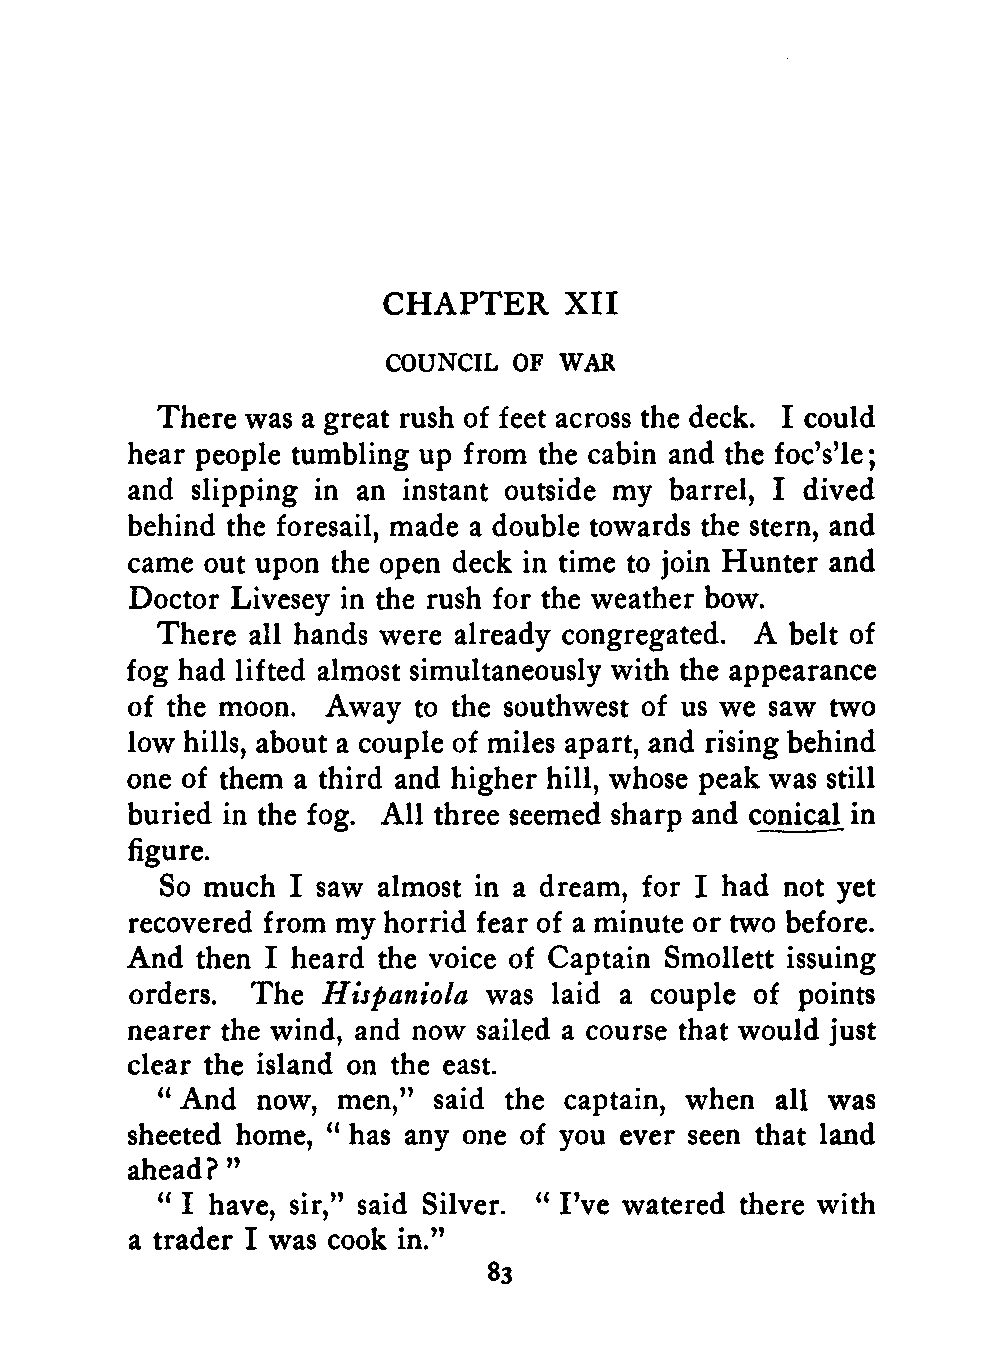 CHAPTER XII
COUNCIL OF WAR
There was a great rush of feet across the deck. I could
hear people tumbling up from the cabin and the foc's'le;
and slipping in an instant outside my barrel, I dived
behind the foresail, made a double towards the stern, and
came out upon the open deck in time to join Hunter and
Doctor Livesey in the rush for the weather bow.
There all hands were already congregated. A belt of
fog had lifted almost simultaneously with the appearance
of the moon. Away to the southwest of us we saw two
low hills, about a couple of miles apart, and rising behind
one of them a third and higher hill, whose peak was still
buried in the fog. All three seemed sharp and conical in
figure.
So much I saw almost in a dream, for I had not yet
recovered from my horrid fear of a minute or two before.
And then I heard the voice of Captain Smollett issuing
orders. The Hispaniola was laid a couple of points
nearer the wind, and now sailed a course that would just
clear the island on the east.
“ And now, men,” said the captain, when all was
sheeted home, “ has any one of you ever seen that land
ahead? ”
“ I have, sir,” said Silver. “ I've watered there with
a trader I was cook in.”
83